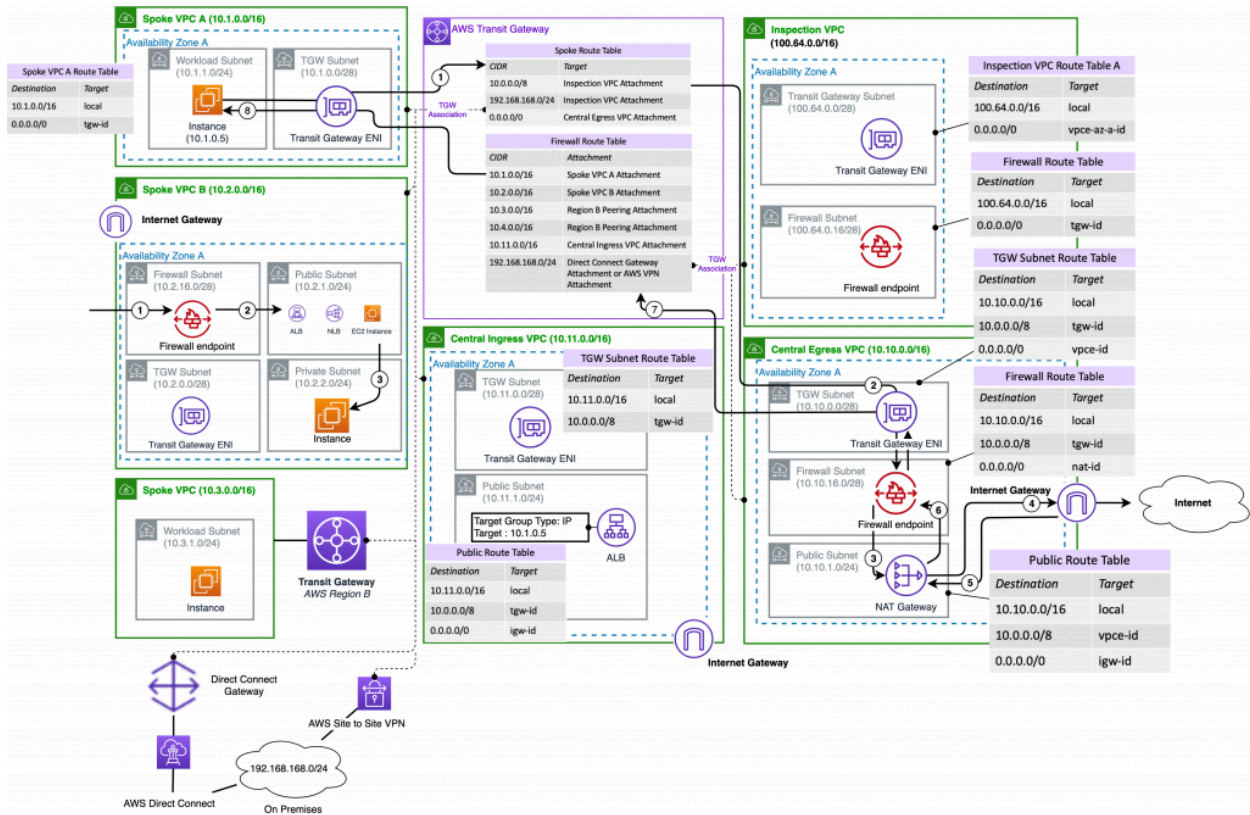 Spoke VPC A (10.1.0.0/16)
Availability Zone A
Workload Subnet
(10.1.1.0/24)
TGW Subnet
(10.1.0.0/28)
Instance
(10.1.0.5)
Transit Gateway ENI
8
1
Spoke VPC A Route Table
Destination Target
10.1.0.0/16 local
0.0.0.0/0 tgw-id
Spoke VPC B (10.2.0.0/16)
Internet Gateway
Availability Zone A
Firewall Subnet
(10.2.16.0/28)
Public Subnet
(10.2.1.0/24)
1
2
ALB
NLB
EC2 Instance
Firewall endpoint
TGW Subnet
(10.2.0.0/28)
Private Subnet
(10.2.2.0/24)
3
Transit Gateway ENI
Instance
Spoke VPC (10.3.0.0/16)
Workload Subnet
(10.3.1.0/24)
Instance
Transit Gateway
AWS Region B
Direct Connect
Gateway
AWS Site to Site VPN
192.168.168.0/24
AWS Direct Connect
On Premises
AWS Transit Gateway
Spoke Route Table
CIDR Target
10.0.0.0/8 Inspection VPC Attachment
192.168.168.0/24 Inspection VPC Attachment
0.0.0.0/0 Central Egress VPC Attachment
TGW
Association
Firewall Route Table
CIDR Attachment
10.1.0.0/16 Spoke VPC A Attachment
10.2.0.0/16 Spoke VPC B Attachment
10.3.0.0/16 Region B Peering Attachment
10.4.0.0/16 Region B Peering Attachment
10.11.0.0/16 Central Ingress VPC Attachment
192.168.168.0/24 Direct Connect Gateway
Attachment or AWS VPN
Attachment
TGW
Association
7
Central Ingress VPC (10.11.0.0/16)
Availability Zone A
TGW Subnet
(10.11.0.0/28)
Transit Gateway ENI
TGW Subnet Route Table
Destination Target
10.11.0.0/16 local
10.0.0.0/8 tgw-id
Public Subnet
(10.11.1.0/24)
Target Group Type: IP
Target : 10.1.0.5
ALB
Public Route Table
Destination Target
10.11.0.0/16 local
10.0.0.0/8 tgw-id
0.0.0.0/0 igw-id
Internet Gateway
Inspection VPC
(100.64.0.0/16)
Availability Zone A
Transit Gateway Subnet
(100.64.0.0/28)
Transit Gateway ENI
Firewall Subnet
(100.64.0.16/28)
Firewall endpoint
Inspection VPC Route Table A
Destination Target
100.64.0.0/16 local
0.0.0.0/0 vpce-az-a-id
Firewall Route Table
Destination Target
100.64.0.0/16 local
0.0.0.0/0 tgw-id
TGW Subnet Route Table
Destination Target
10.10.0.0/16 local
10.0.0.0/8 tgw-id
0.0.0.0/0 vpce-id
Central Egress VPC (10.10.0.0/16)
Availability Zone A
TGW Subnet
(10.10.0.0/28)
2
Transit Gateway ENI
Firewall Route Table
Destination Target
10.10.0.0/16 local
10.0.0.0/8 tgw-id
0.0.0.0/0 nat-id
Firewall Subnet
(10.10.16.0/28)
Firewall endpoint
6
Internet Gateway
4
Internet
Public Subnet
(10.10.1.0/24)
3
5
NAT Gateway
Public Route Table
Destination Target
10.10.0.0/16 local
10.0.0.0/8 vpce-id
0.0.0.0/0 igw-id